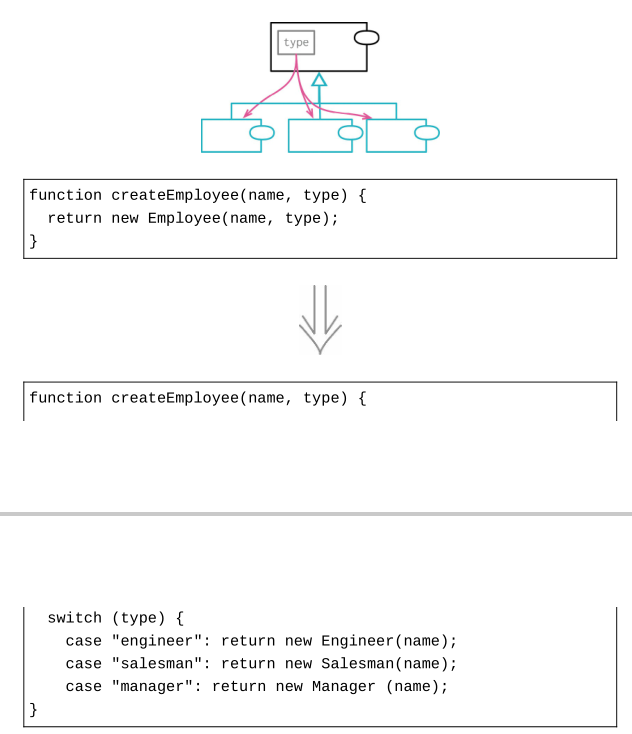 type
function createEmployee(name, type) {
  return new Employee(name, type);
}
function createEmployee(name, type) {
  switch (type) {
    case "engineer": return new Engineer(name);
    case "salesman": return new Salesman(name);
    case "manager": return new Manager (name);
}